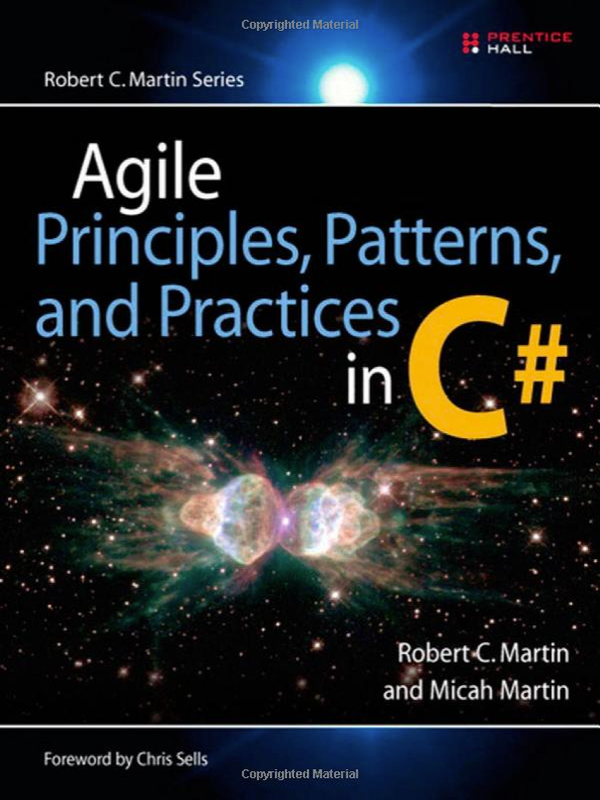 Copyrighted Material
PRENTICE
HALL
Robert C. Martin Series
Agile
Principles, Patterns,
and Practices
in C#
Robert C. Martin
and Micah Martin
Foreword by Chris Sells
Copyrighted Material